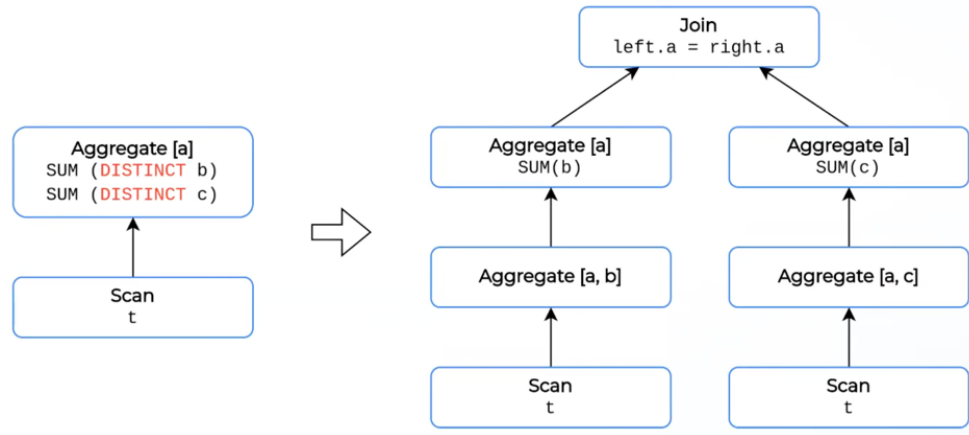 Aggregate [a]
SUM (DISTINCT b)
SUM (DISTINCT c)
Scan
t
Join
left.a = right.a
Aggregate [a]
SUM(b)
Aggregate [a]
SUM(c)
Aggregate [a, b]
Aggregate [a, c]
Scan
t
Scan
t